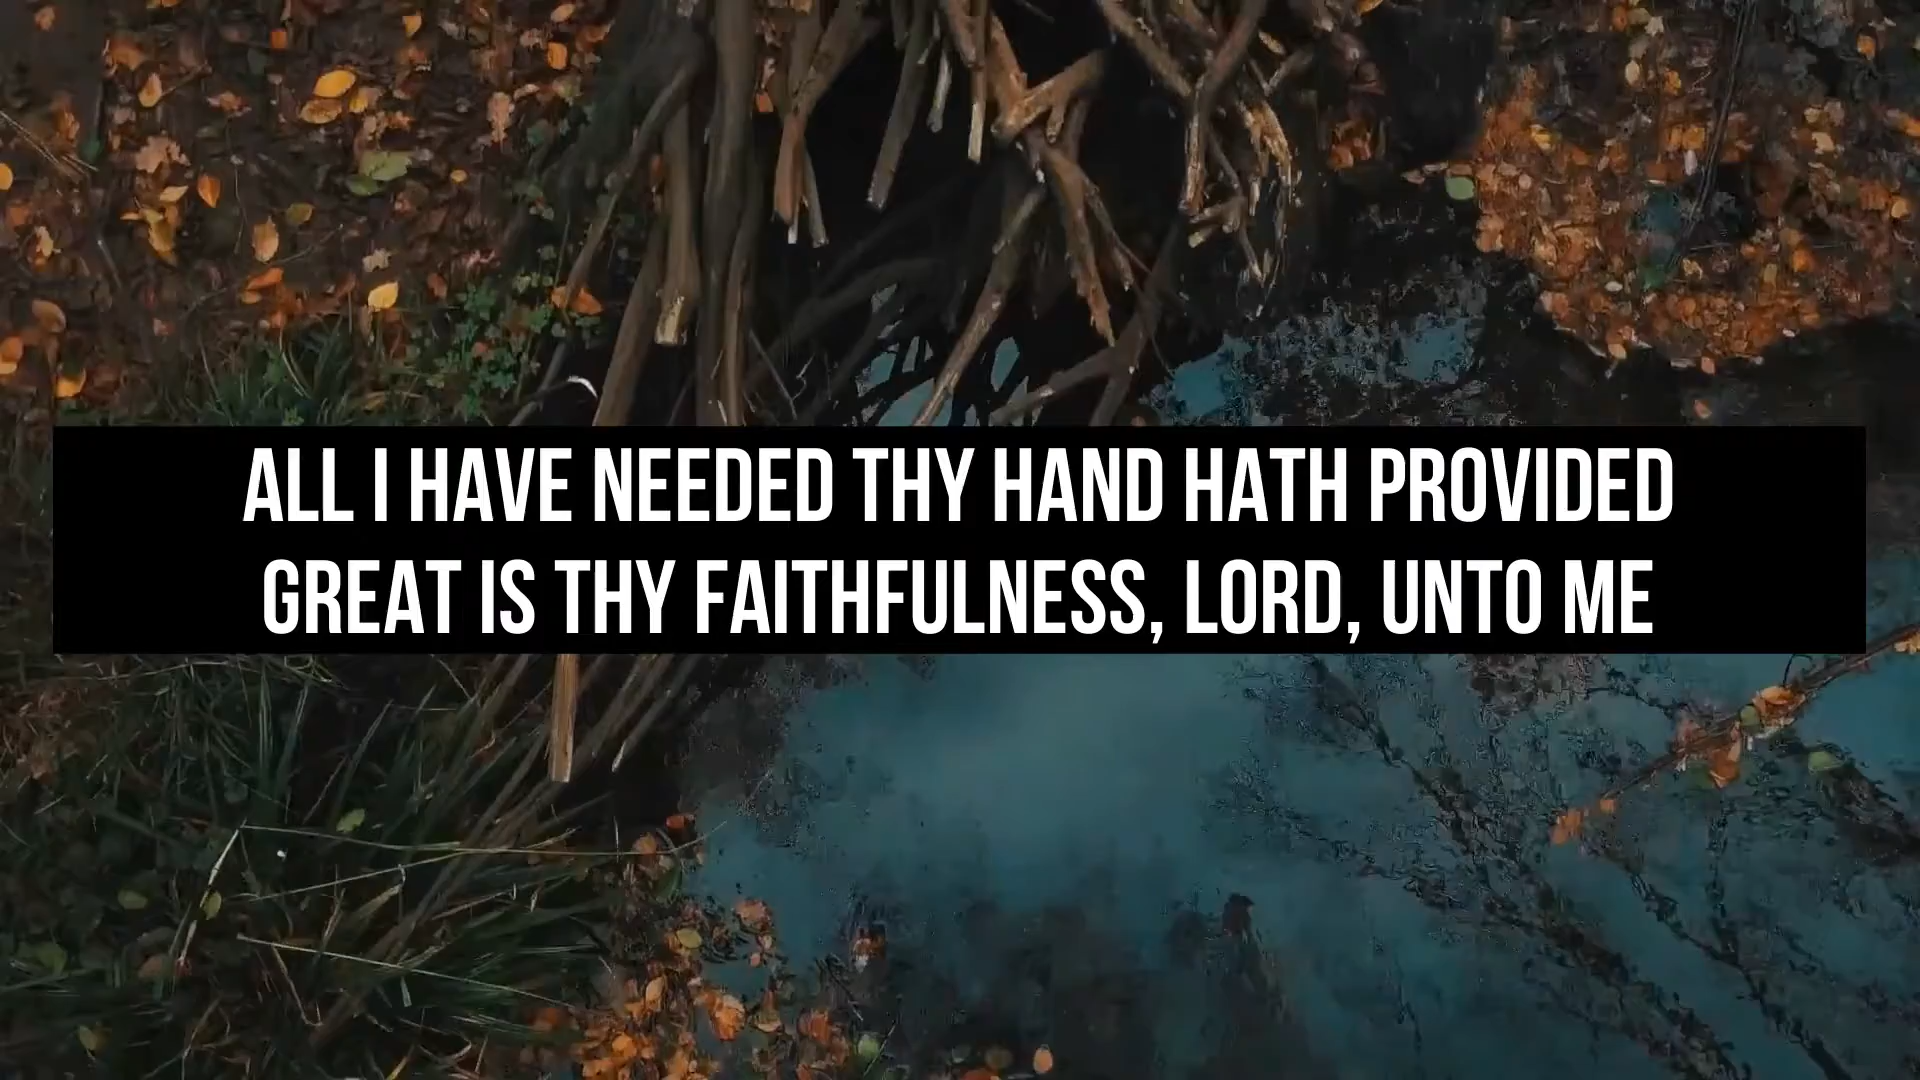 ALL I HAVE NEEDED THY HAND HATH PROVIDED
GREAT IS THY FAITHFULNESS, LORD, UNTO ME